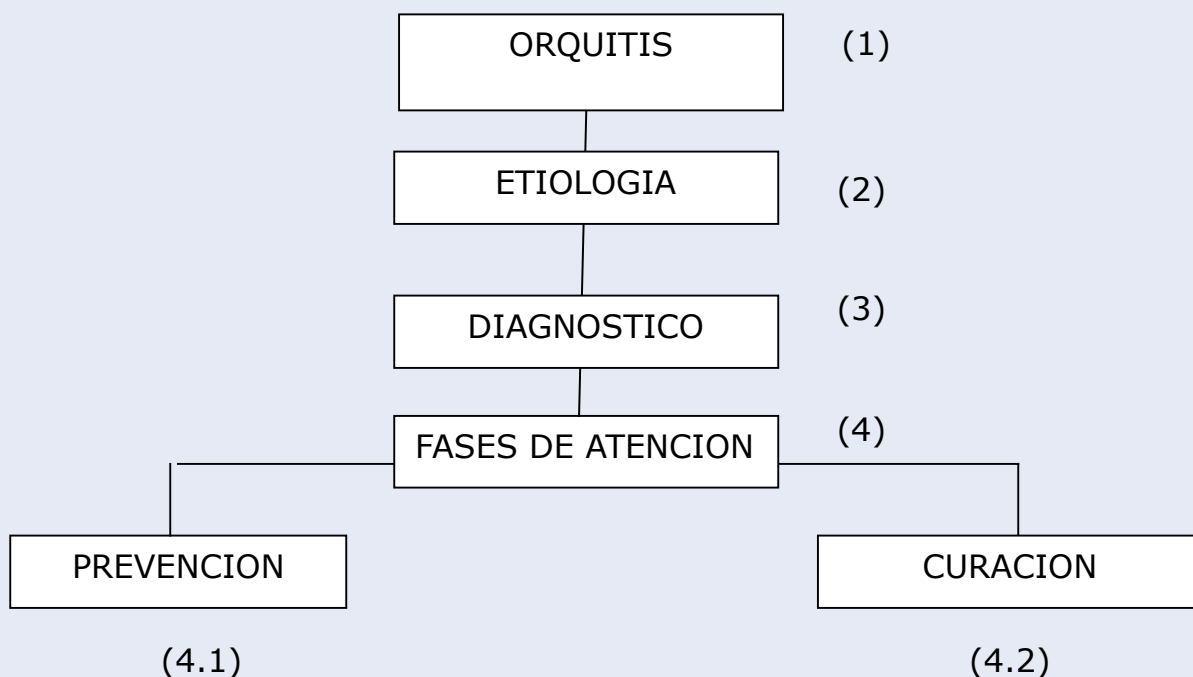 ORQUITIS
(1)
ETIOLOGIA
(2)
DIAGNOSTICO
(3)
FASES DE ATENCION
(4)
PREVENCION
CURACION
(4.1)
(4.2)